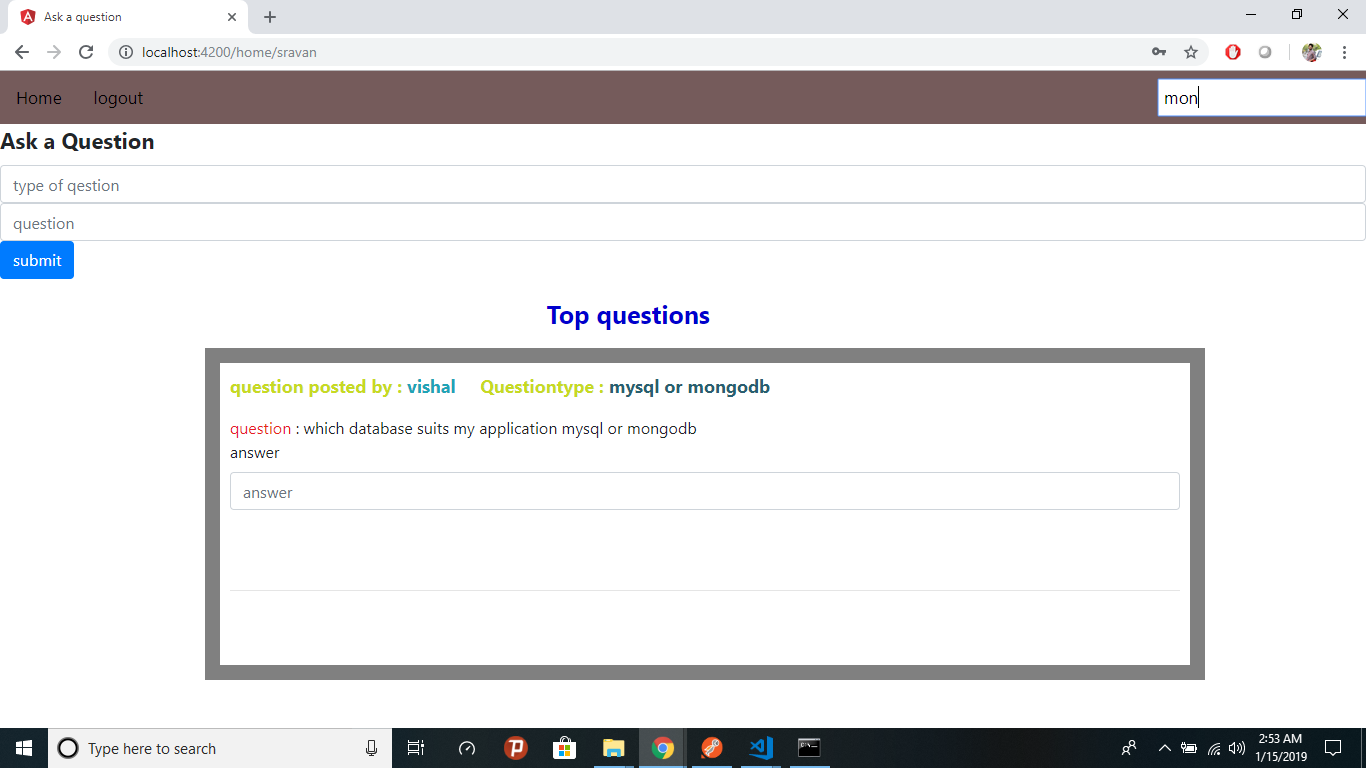 Ask a question
localhost:4200/home/sravan
Home logout mon
Ask a Question
type of qestion
question
submit
Top questions
question posted by : vishal Questiontype : mysql or mongodb
question : which database suits my application mysql or mongodb
answer
answer
Type here to search
2:53 AM
1/15/2019